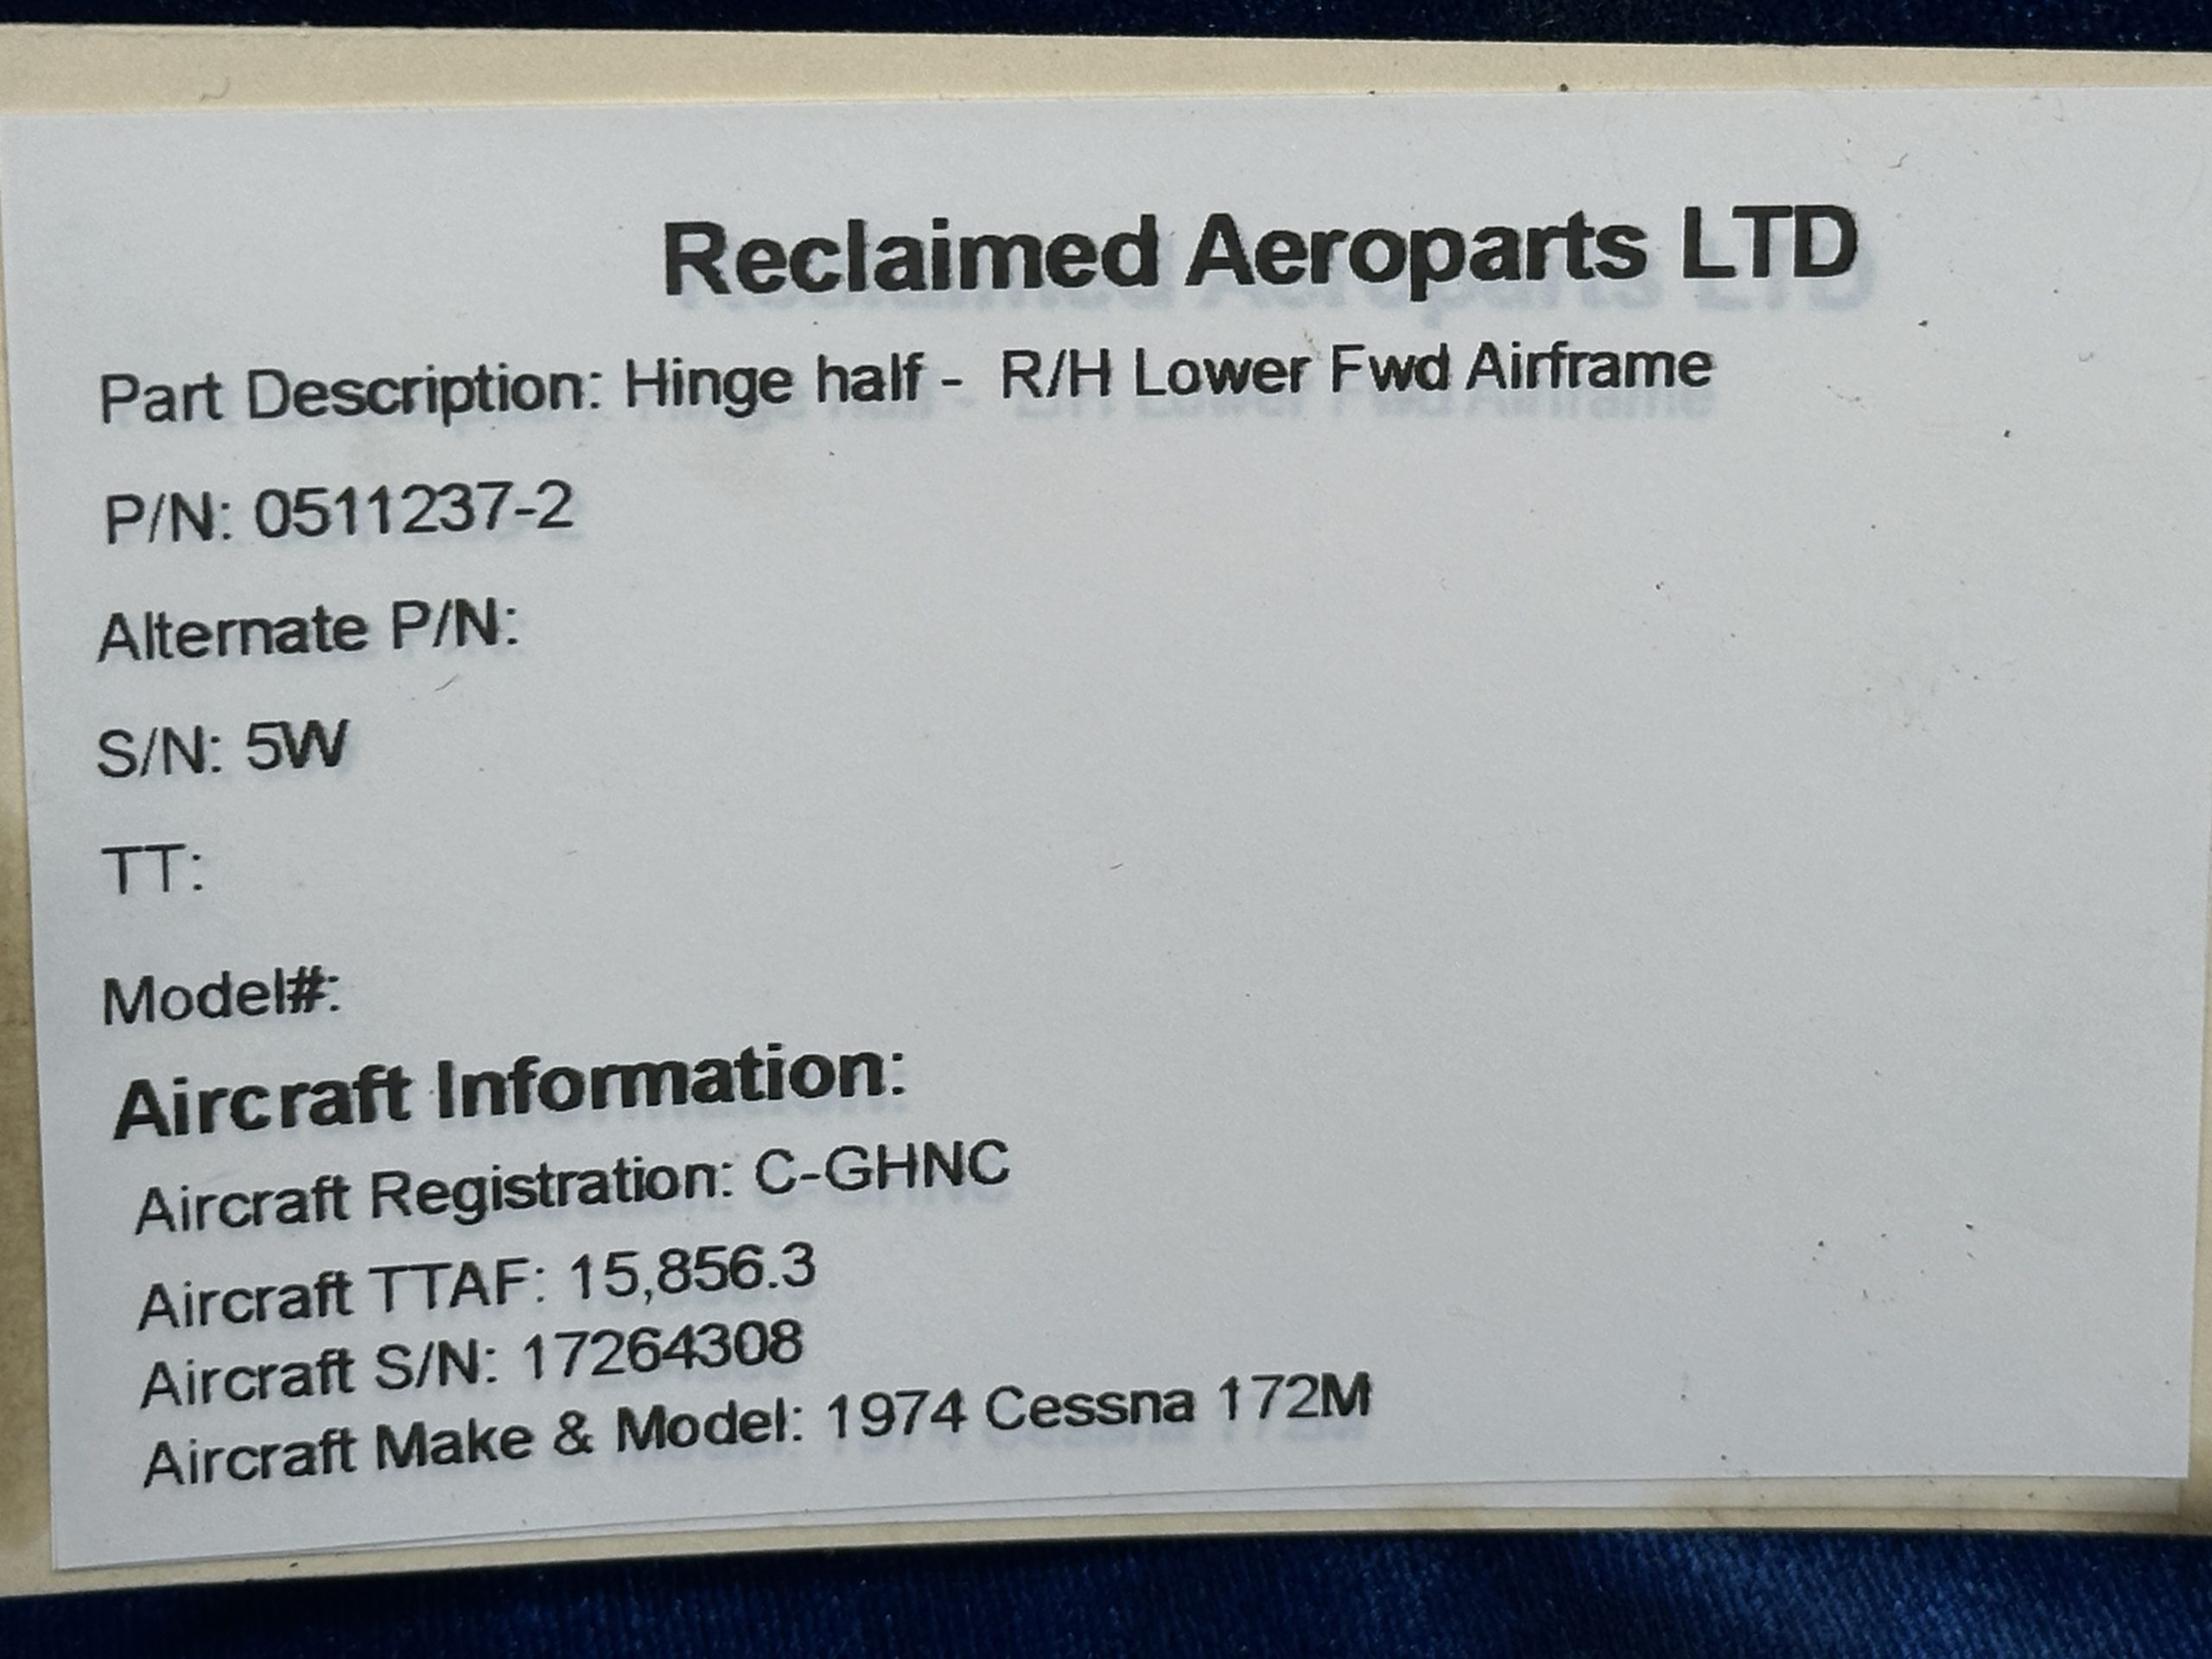 Reclaimed Aeroparts LTD
Part Description: Hinge half - R/H Lower Fwd Airframe
P/N: 0511237-2
Alternate P/N:
S/N: 5W
TT:
Model#:
Aircraft Information:
Aircraft Registration: C-GHNC
Aircraft TTAF: 15,856.3
Aircraft S/N: 17264308
Aircraft Make & Model: 1974 Cessna 172M